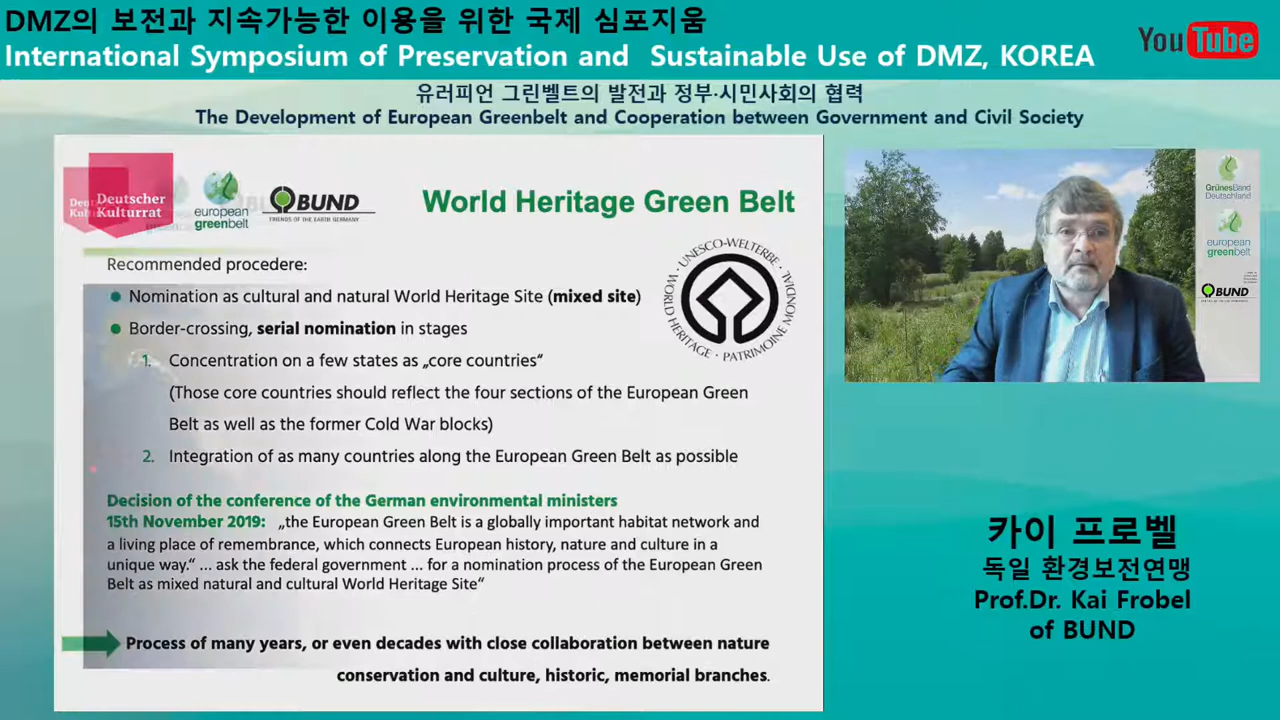 DMZ의 보전과 지속가능한 이용을 위한 국제 심포지움
International Symposium of Preservation and Sustainable Use of DMZ, KOREA
YouTube
유러피언 그린벨트의 발전과 정부·시민사회의 협력
The Development of European Greenbelt and Cooperation between Government and Civil Society
Deutscher
Kulturrat
european
greenbelt
BUND
FRIENDS OF THE EARTH GERMANY
World Heritage Green Belt
Recommended procedere:
Nomination as cultural and natural World Heritage Site (mixed site)
Border-crossing, serial nomination in stages
1. Concentration on a few states as „core countries“
(Those core countries should reflect the four sections of the European Green
Belt as well as the former Cold War blocks)
2. Integration of as many countries along the European Green Belt as possible
UNESCO-WELTERBE · WORLD HERITAGE · PATRIMOINE MONDIAL ·
Decision of the conference of the German environmental ministers
15th November 2019: „the European Green Belt is a globally important habitat network and
a living place of remembrance, which connects European history, nature and culture in a
unique way.“ ... ask the federal government ... for a nomination process of the European Green
Belt as mixed natural and cultural World Heritage Site“
Process of many years, or even decades with close collaboration between nature
conservation and culture, historic, memorial branches.
GrünesBand
Deutschland
european
greenbelt
BUND
카이 프로벨
독일 환경보전연맹
Prof.Dr. Kai Frobel
of BUND